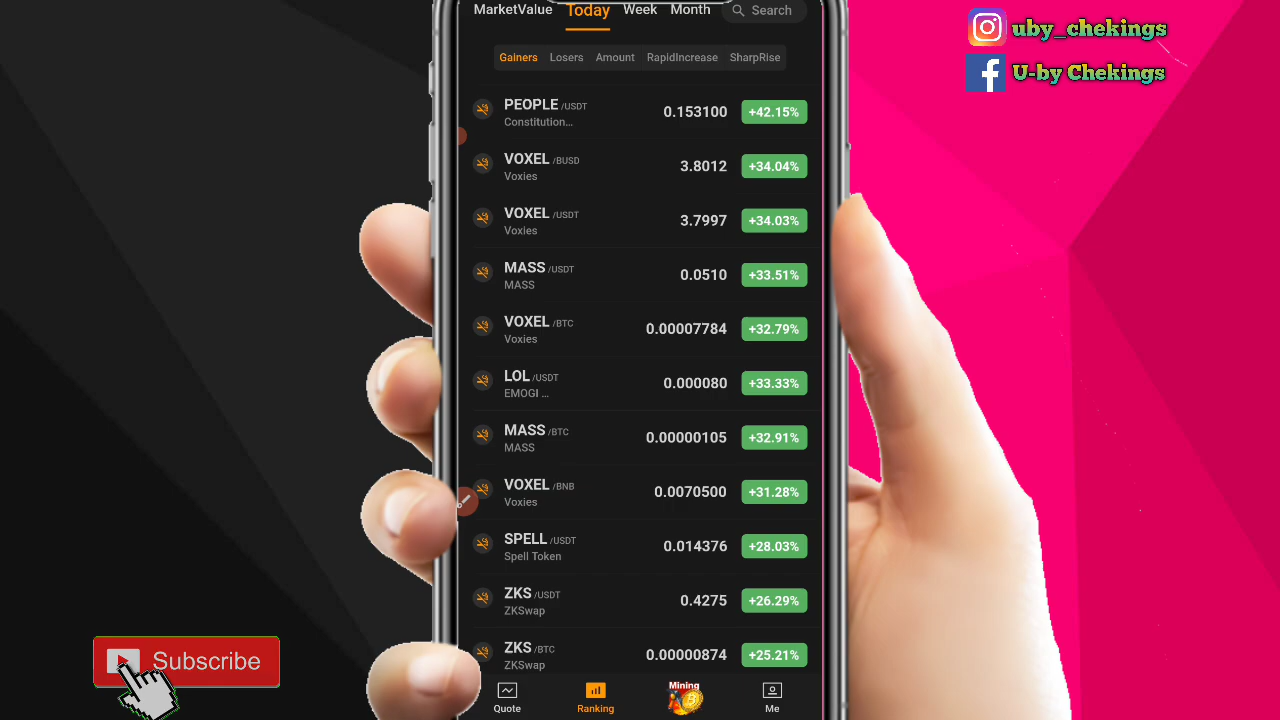 MarketValue Today Week Month Search
Gainers Losers Amount RapidIncrease SharpRise
PEOPLE /USDT 0.153100 +42.15%
Constitution...
VOXEL /BUSD 3.8012 +34.04%
Voxies
VOXEL /USDT 3.7997 +34.03%
Voxies
MASS /USDT 0.0510 +33.51%
MASS
VOXEL /BTC 0.00007784 +32.79%
Voxies
LOL /USDT 0.000080 +33.33%
EMOGI ...
MASS /BTC 0.00000105 +32.91%
MASS
VOXEL /BNB 0.0070500 +31.28%
Voxies
SPELL /USDT 0.014376 +28.03%
Spell Token
ZKS /USDT 0.4275 +26.29%
ZKSwap
ZKS /BTC 0.00000874 +25.21%
ZKSwap
Mining
Quote Ranking Me
uby_chekings
U-by Chekings
Subscribe